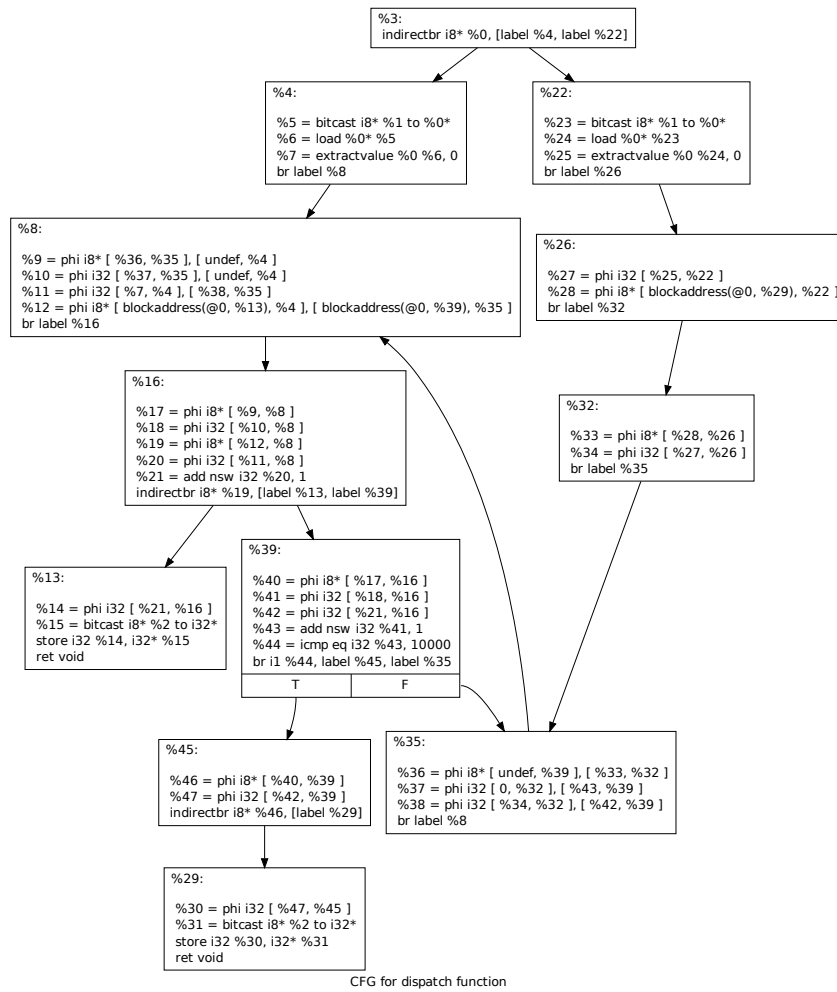 %3:
indirectbr i8* %0, [label %4, label %22]
%4:
%5 = bitcast i8* %1 to %0*
%6 = load %0* %5
%7 = extractvalue %0 %6, 0
br label %8
%22:
%23 = bitcast i8* %1 to %0*
%24 = load %0* %23
%25 = extractvalue %0 %24, 0
br label %26
%8:
%9 = phi i8* [ %36, %35 ], [ undef, %4 ]
%10 = phi i32 [ %37, %35 ], [ undef, %4 ]
%11 = phi i32 [ %7, %4 ], [ %38, %35 ]
%12 = phi i8* [ blockaddress(@0, %13), %4 ], [ blockaddress(@0, %39), %35 ]
br label %16
%26:
%27 = phi i32 [ %25, %22 ]
%28 = phi i8* [ blockaddress(@0, %29), %22 ]
br label %32
%16:
%17 = phi i8* [ %9, %8 ]
%18 = phi i32 [ %10, %8 ]
%19 = phi i8* [ %12, %8 ]
%20 = phi i32 [ %11, %8 ]
%21 = add nsw i32 %20, 1
indirectbr i8* %19, [label %13, label %39]
%32:
%33 = phi i8* [ %28, %26 ]
%34 = phi i32 [ %27, %26 ]
br label %35
%13:
%14 = phi i32 [ %21, %16 ]
%15 = bitcast i8* %2 to i32*
store i32 %14, i32* %15
ret void
%39:
%40 = phi i8* [ %17, %16 ]
%41 = phi i32 [ %18, %16 ]
%42 = phi i32 [ %21, %16 ]
%43 = add nsw i32 %41, 1
%44 = icmp eq i32 %43, 10000
br i1 %44, label %45, label %35
T
F
%45:
%46 = phi i8* [ %40, %39 ]
%47 = phi i32 [ %42, %39 ]
indirectbr i8* %46, [label %29]
%35:
%36 = phi i8* [ undef, %39 ], [ %33, %32 ]
%37 = phi i32 [ 0, %32 ], [ %43, %39 ]
%38 = phi i32 [ %34, %32 ], [ %42, %39 ]
br label %8
%29:
%30 = phi i32 [ %47, %45 ]
%31 = bitcast i8* %2 to i32*
store i32 %30, i32* %31
ret void
CFG for dispatch function